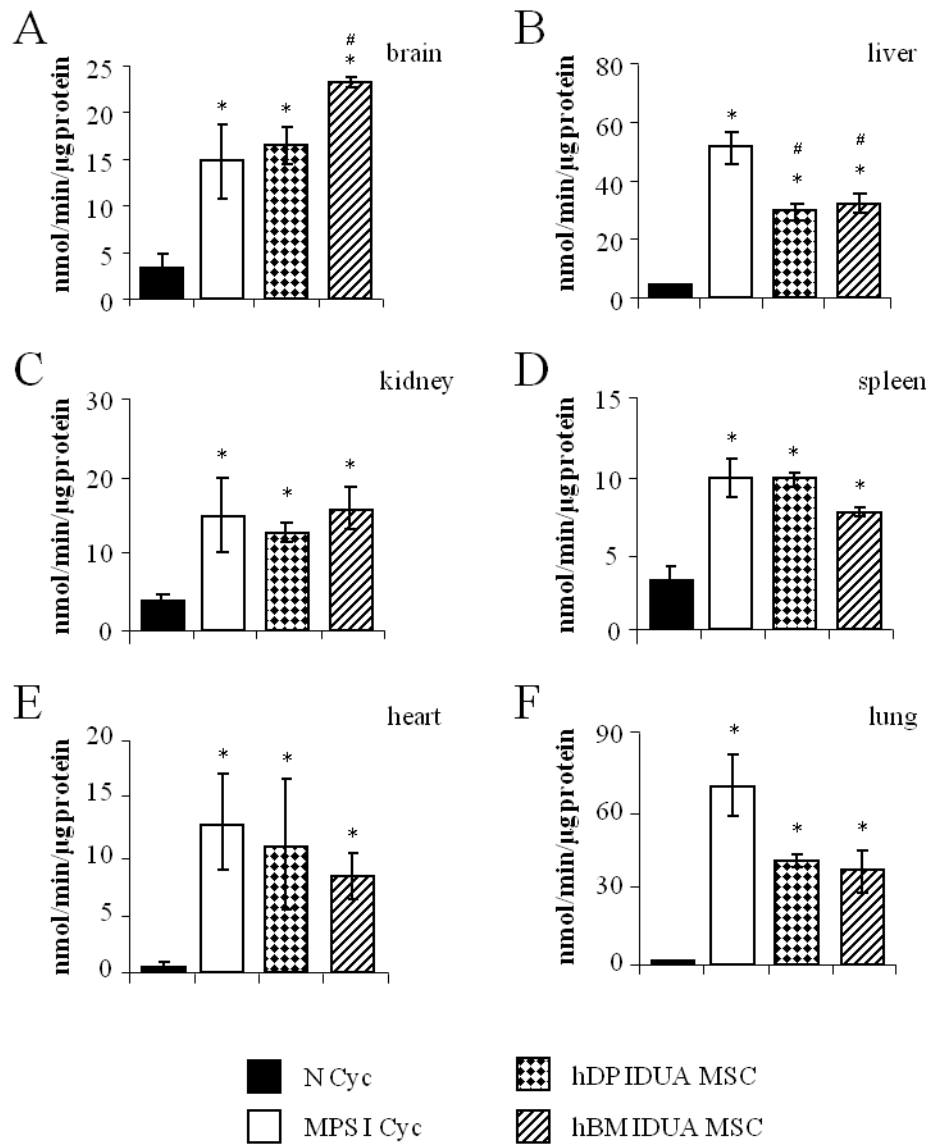 A
brain
nmol/min/µgprotein
25
20
15
10
5
0
*
*
#
*
B
liver
nmol/min/µgprotein
80
60
40
20
0
*
#
*
#
*
C
kidney
nmol/min/µgprotein
30
20
10
0
*
*
*
D
spleen
nmol/min/µgprotein
15
10
5
0
*
*
*
E
heart
nmol/min/µgprotein
20
15
10
5
0
*
*
*
F
lung
nmol/min/µgprotein
90
60
30
0
*
*
*
N Cyc
MPS I Cyc
hDP IDUA MSC
hBM IDUA MSC